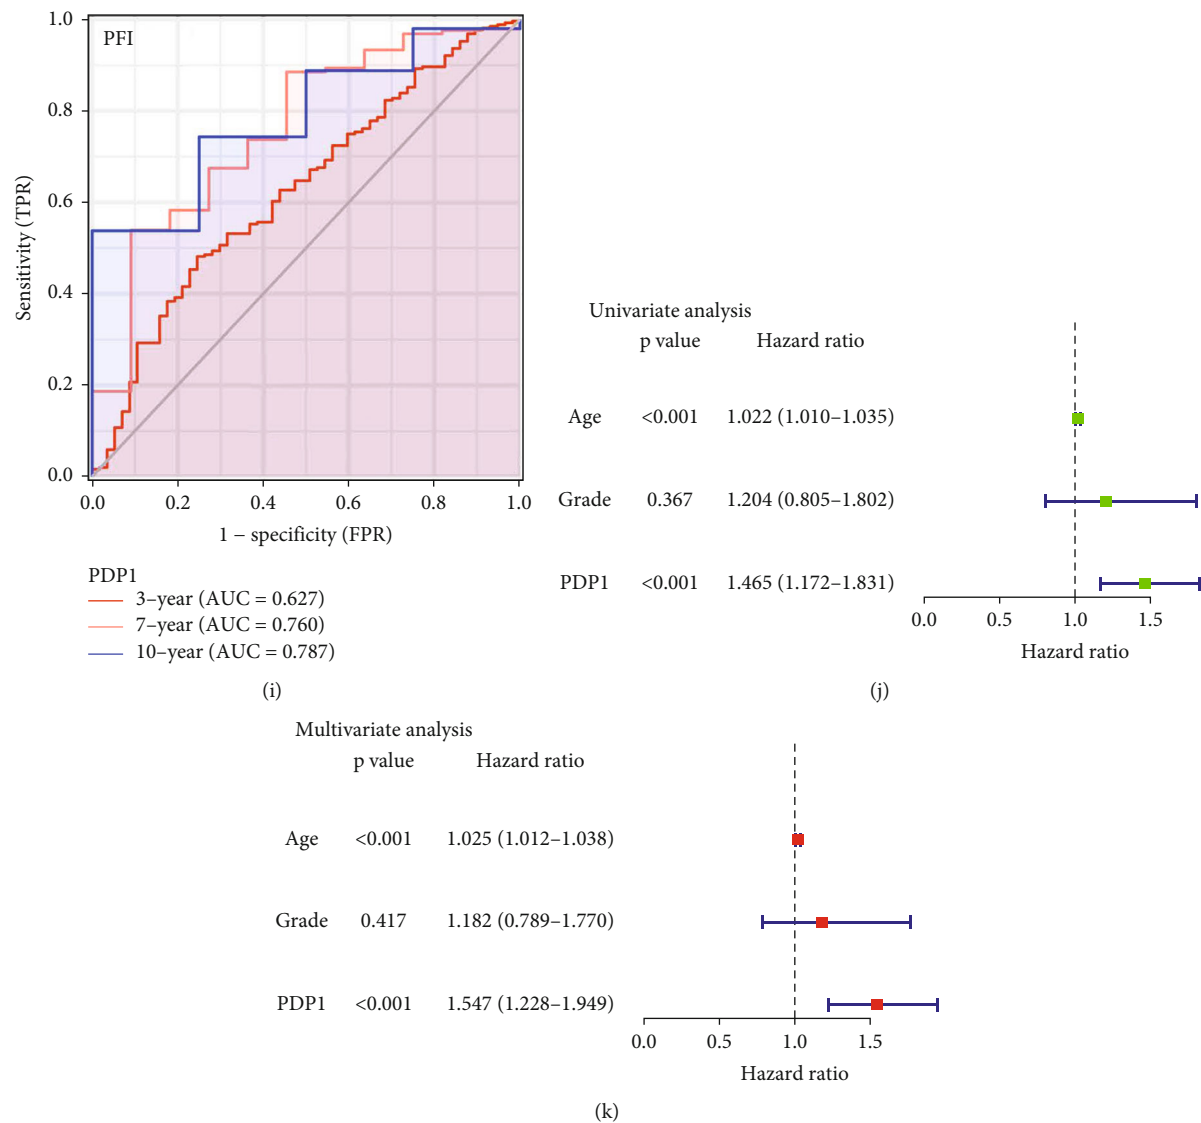 PFI
Sensitivity (TPR)
1.0
0.8
0.6
0.4
0.2
0.0
0.0 0.2 0.4 0.6 0.8 1.0
1 − specificity (FPR)
PDP1
3–year (AUC = 0.627)
7–year (AUC = 0.760)
10–year (AUC = 0.787)
(i)
Univariate analysis
p value Hazard ratio
Age <0.001 1.022 (1.010–1.035)
Grade 0.367 1.204 (0.805–1.802)
PDP1 <0.001 1.465 (1.172–1.831)
0.0 0.5 1.0 1.5
Hazard ratio
(j)
Multivariate analysis
p value Hazard ratio
Age <0.001 1.025 (1.012–1.038)
Grade 0.417 1.182 (0.789–1.770)
PDP1 <0.001 1.547 (1.228–1.949)
0.0 0.5 1.0 1.5
Hazard ratio
(k)